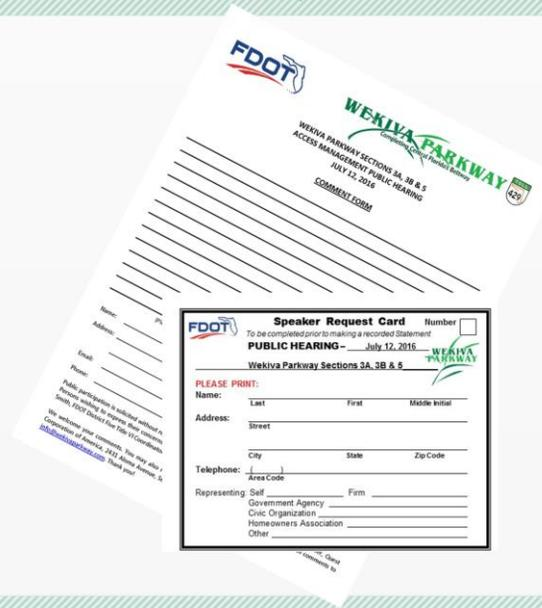 FDOT
WEKIVA PARKWAY
Completing Central Florida's Beltway
429
WEKIVA PARKWAY SECTIONS 3A, 3B & 5
ACCESS MANAGEMENT PUBLIC HEARING
JULY 12, 2016
COMMENT FORM
Name:
Address:
Email:
Phone:
Public participation is solicited without
Persons wishing to express their concerns
Smith, FDOT District Five Title VI Coordinator
We welcome your comments. You may also
Corporation of America, 2431 Aloma Avenue,
info@wekivaparkway.com. Thank you!
Quest
comments to
FDOT
Speaker Request Card Number
To be completed prior to making a recorded Statement
PUBLIC HEARING – July 12, 2016
WEKIVA
PARKWAY
Wekiva Parkway Sections 3A, 3B & 5
PLEASE PRINT:
Name:
Last First Middle Initial
Address:
Street
City State Zip Code
Telephone: ( )
Area Code
Representing: Self Firm
Government Agency
Civic Organization
Homeowners Association
Other